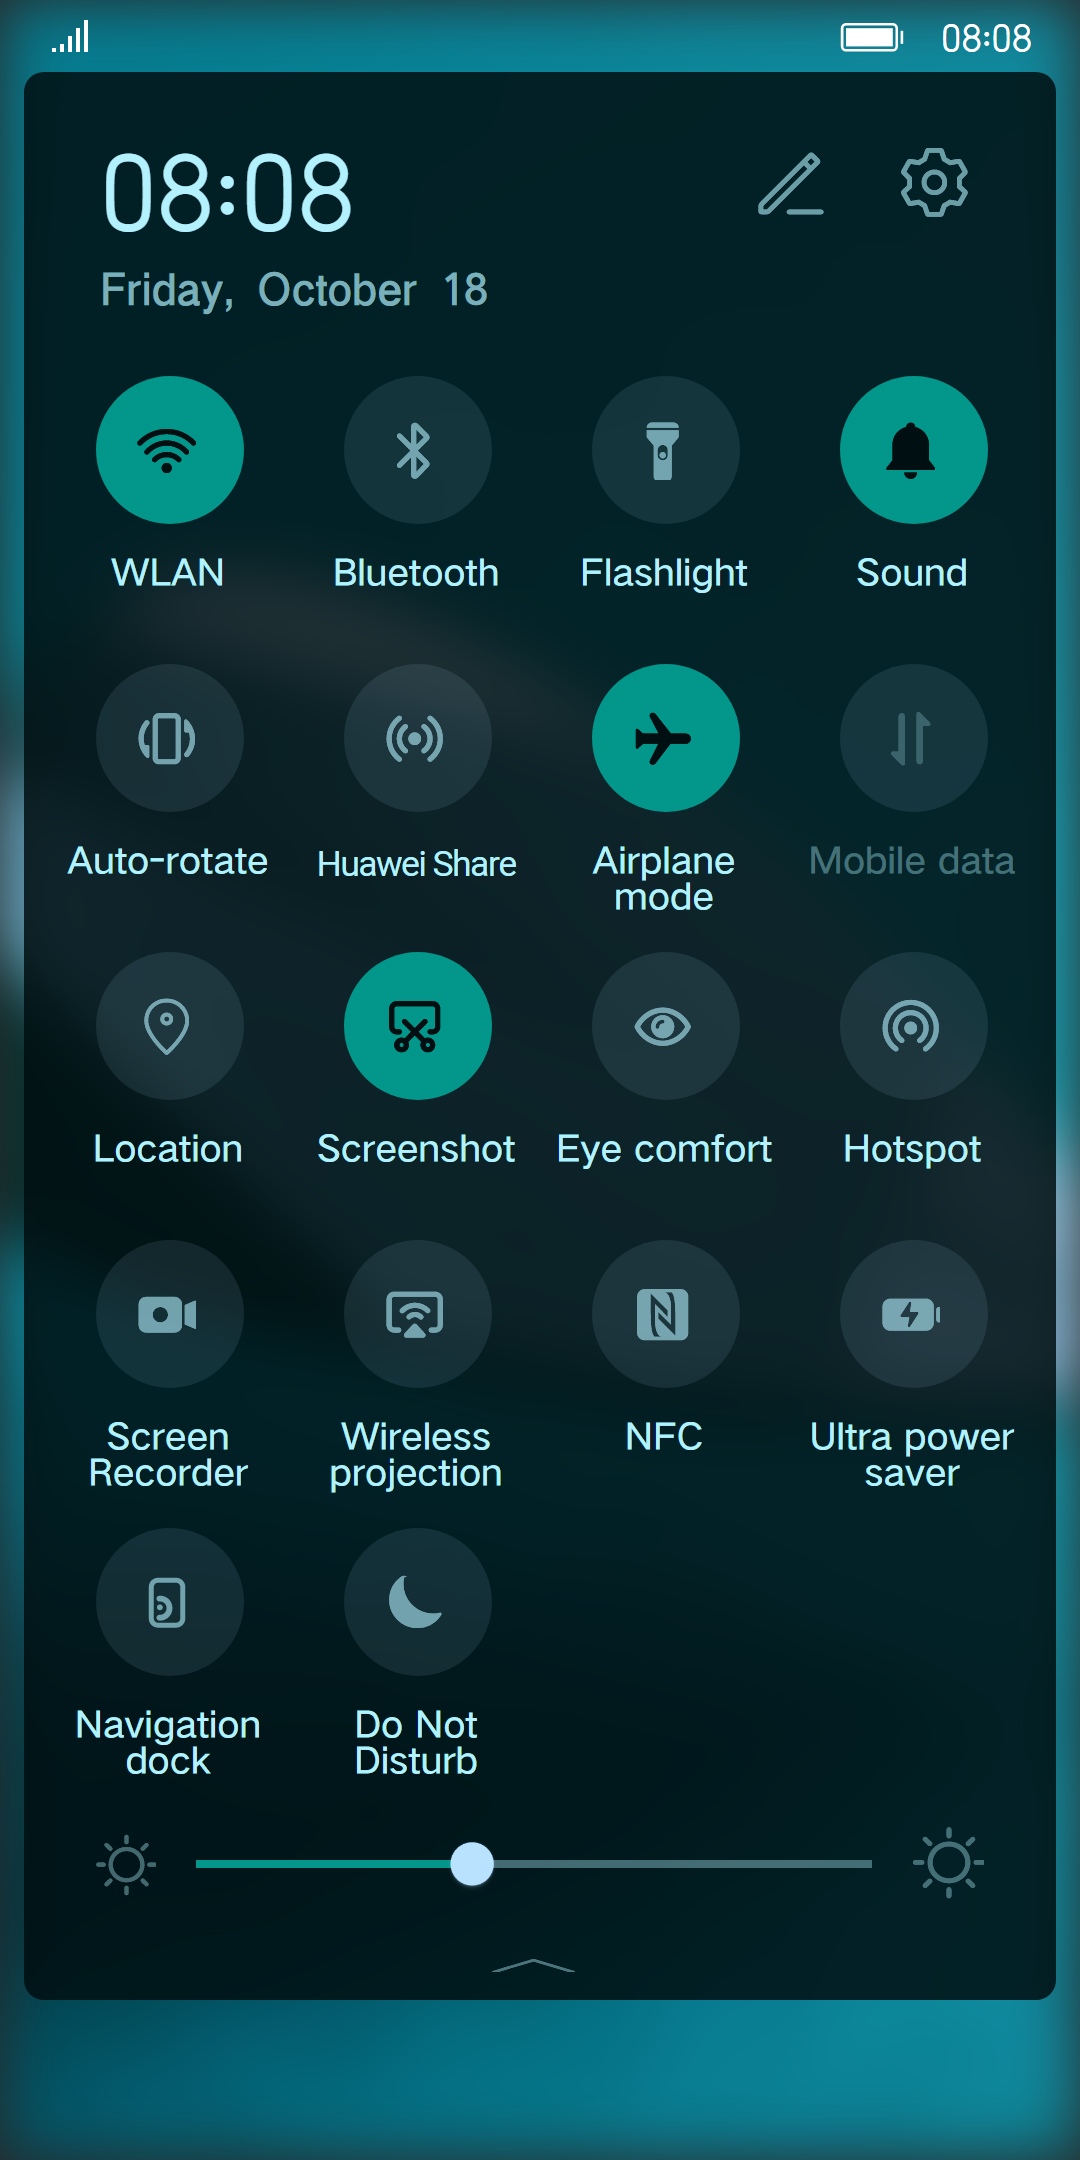 08:08
08:08
Friday, October 18
WLAN
Bluetooth
Flashlight
Sound
Auto-rotate
Huawei Share
Airplane
mode
Mobile data
Location
Screenshot
Eye comfort
Hotspot
Screen
Recorder
Wireless
projection
NFC
Ultra power
saver
Navigation
dock
Do Not
Disturb